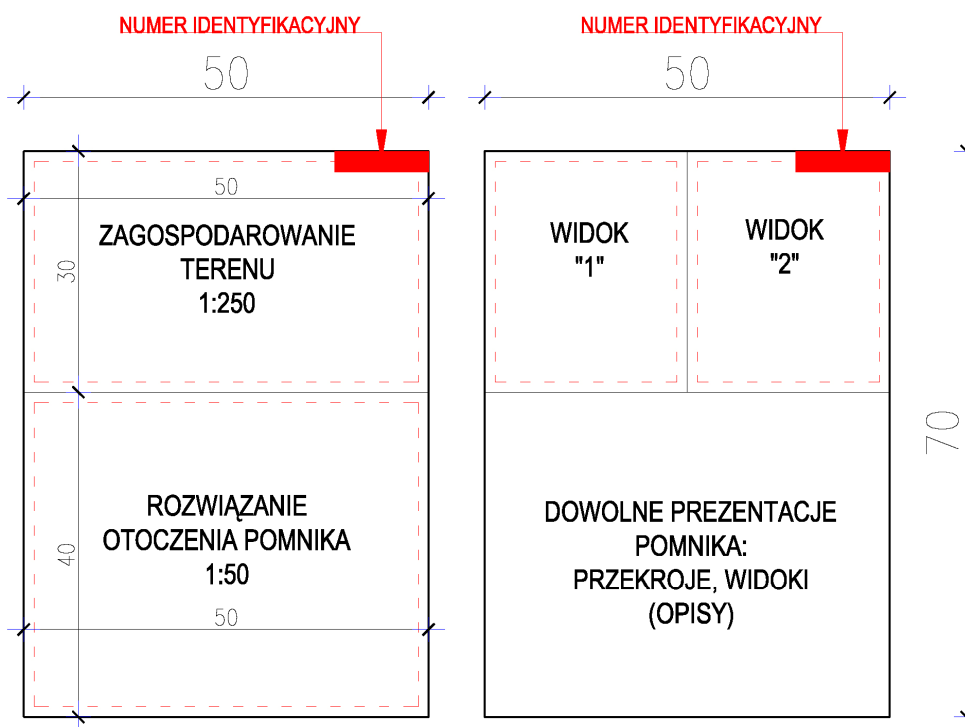 NUMER IDENTYFIKACYJNY
50
50
ZAGOSPODAROWANIE
TERENU
1:250
30
ROZWIĄZANIE
OTOCZENIA POMNIKA
1:50
40
50
NUMER IDENTYFIKACYJNY
50
WIDOK
"1"
WIDOK
"2"
70
DOWOLNE PREZENTACJE
POMNIKA:
PRZEKROJE, WIDOKI
(OPISY)